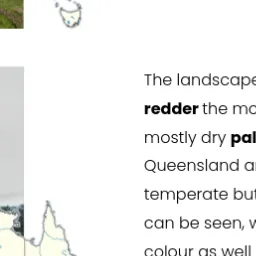 The landscape
redder the mo
mostly dry pal
Queensland a
temperate but
can be seen, w
colour as well